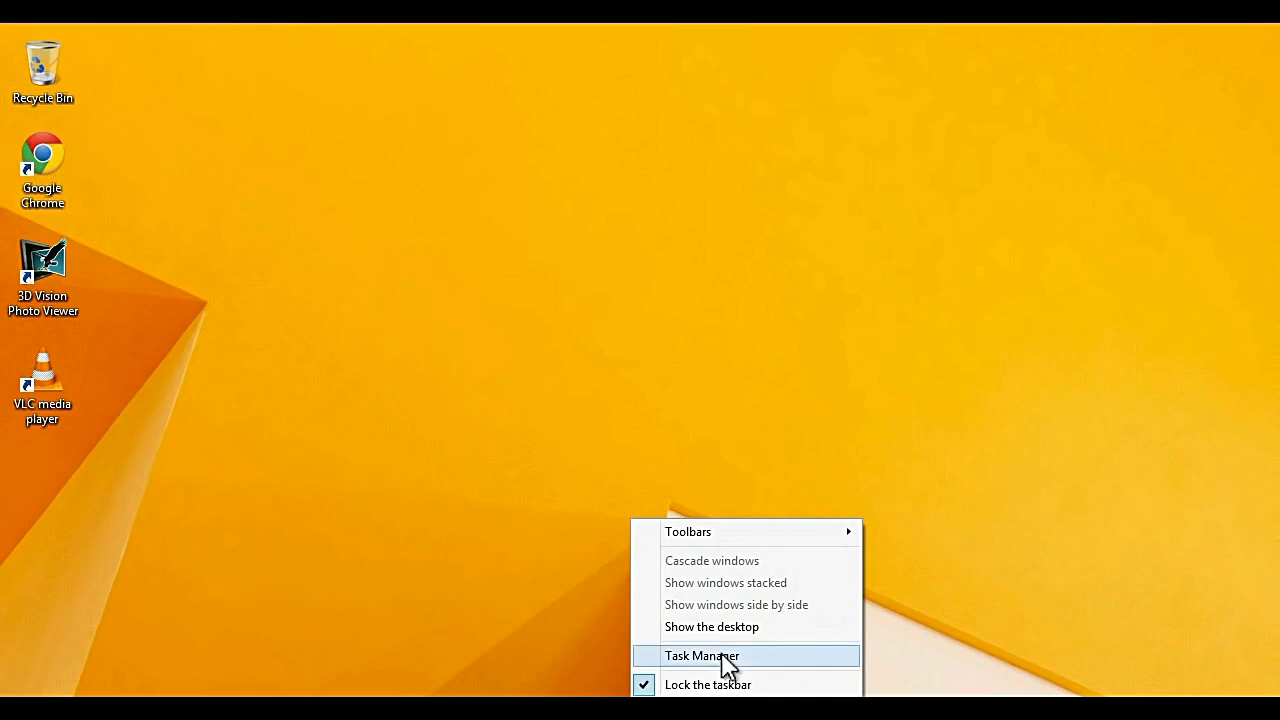 Recycle Bin
Google
Chrome
3D Vision
Photo Viewer
VLC media
player
Toolbars
Cascade windows
Show windows stacked
Show windows side by side
Show the desktop
Task Manager
Lock the taskbar